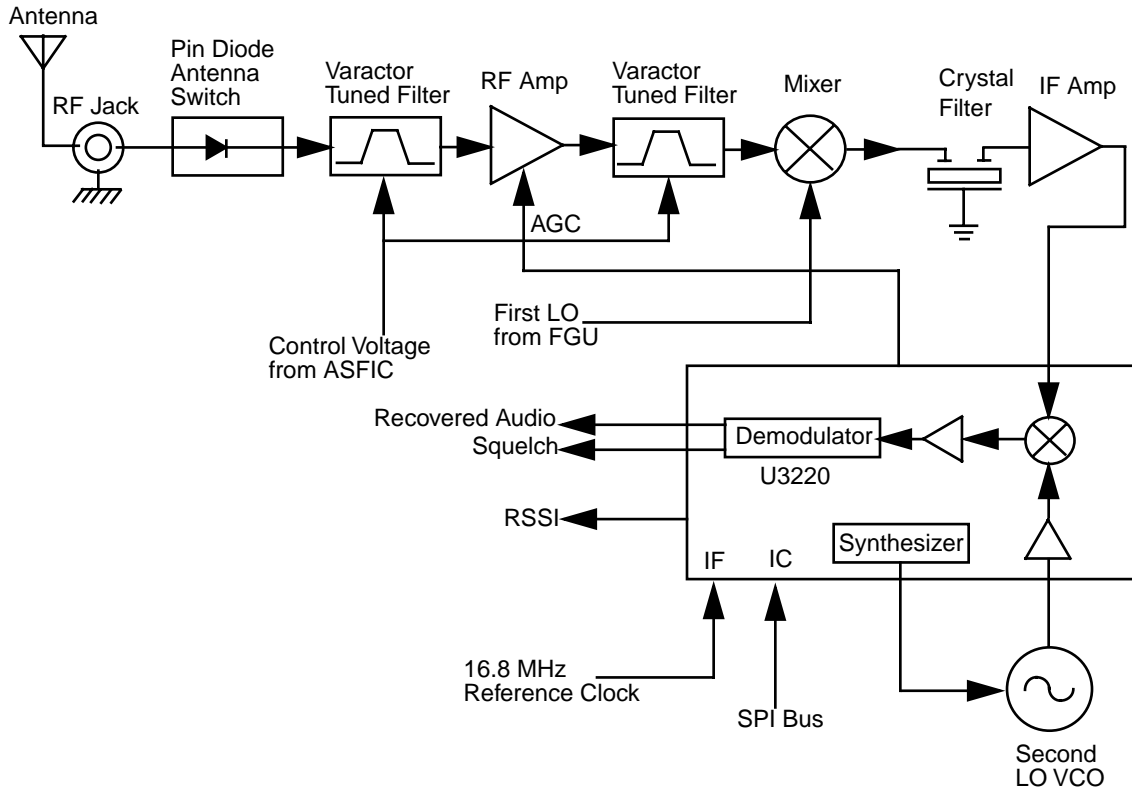 Antenna
RF Jack
Pin Diode
Antenna
Switch
Varactor
Tuned Filter
RF Amp
Varactor
Tuned Filter
Mixer
Crystal
Filter
IF Amp
AGC
Control Voltage
from ASFIC
First LO
from FGU
Recovered Audio
Squelch
Demodulator
U3220
RSSI
Synthesizer
IF
IC
16.8 MHz
Reference Clock
SPI Bus
Second
LO VCO